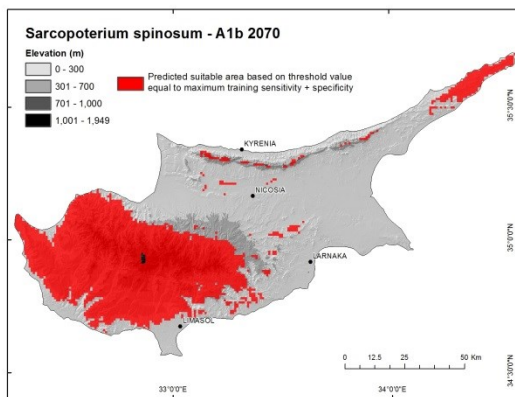 Sarcopoterium spinosum - A1b 2070
Elevation (m)
0 - 300
301 - 700
701 - 1,000
1,001 - 1,949
Predicted suitable area based on threshold value
equal to maximum training sensitivity + specificity
KYRENIA
NICOSIA
LARNAKA
LIMASOL
35°30'0"N
35°0'0"N
34°30'0"N
0 12.5 25 50 Km
33°0'0"E
34°0'0"E